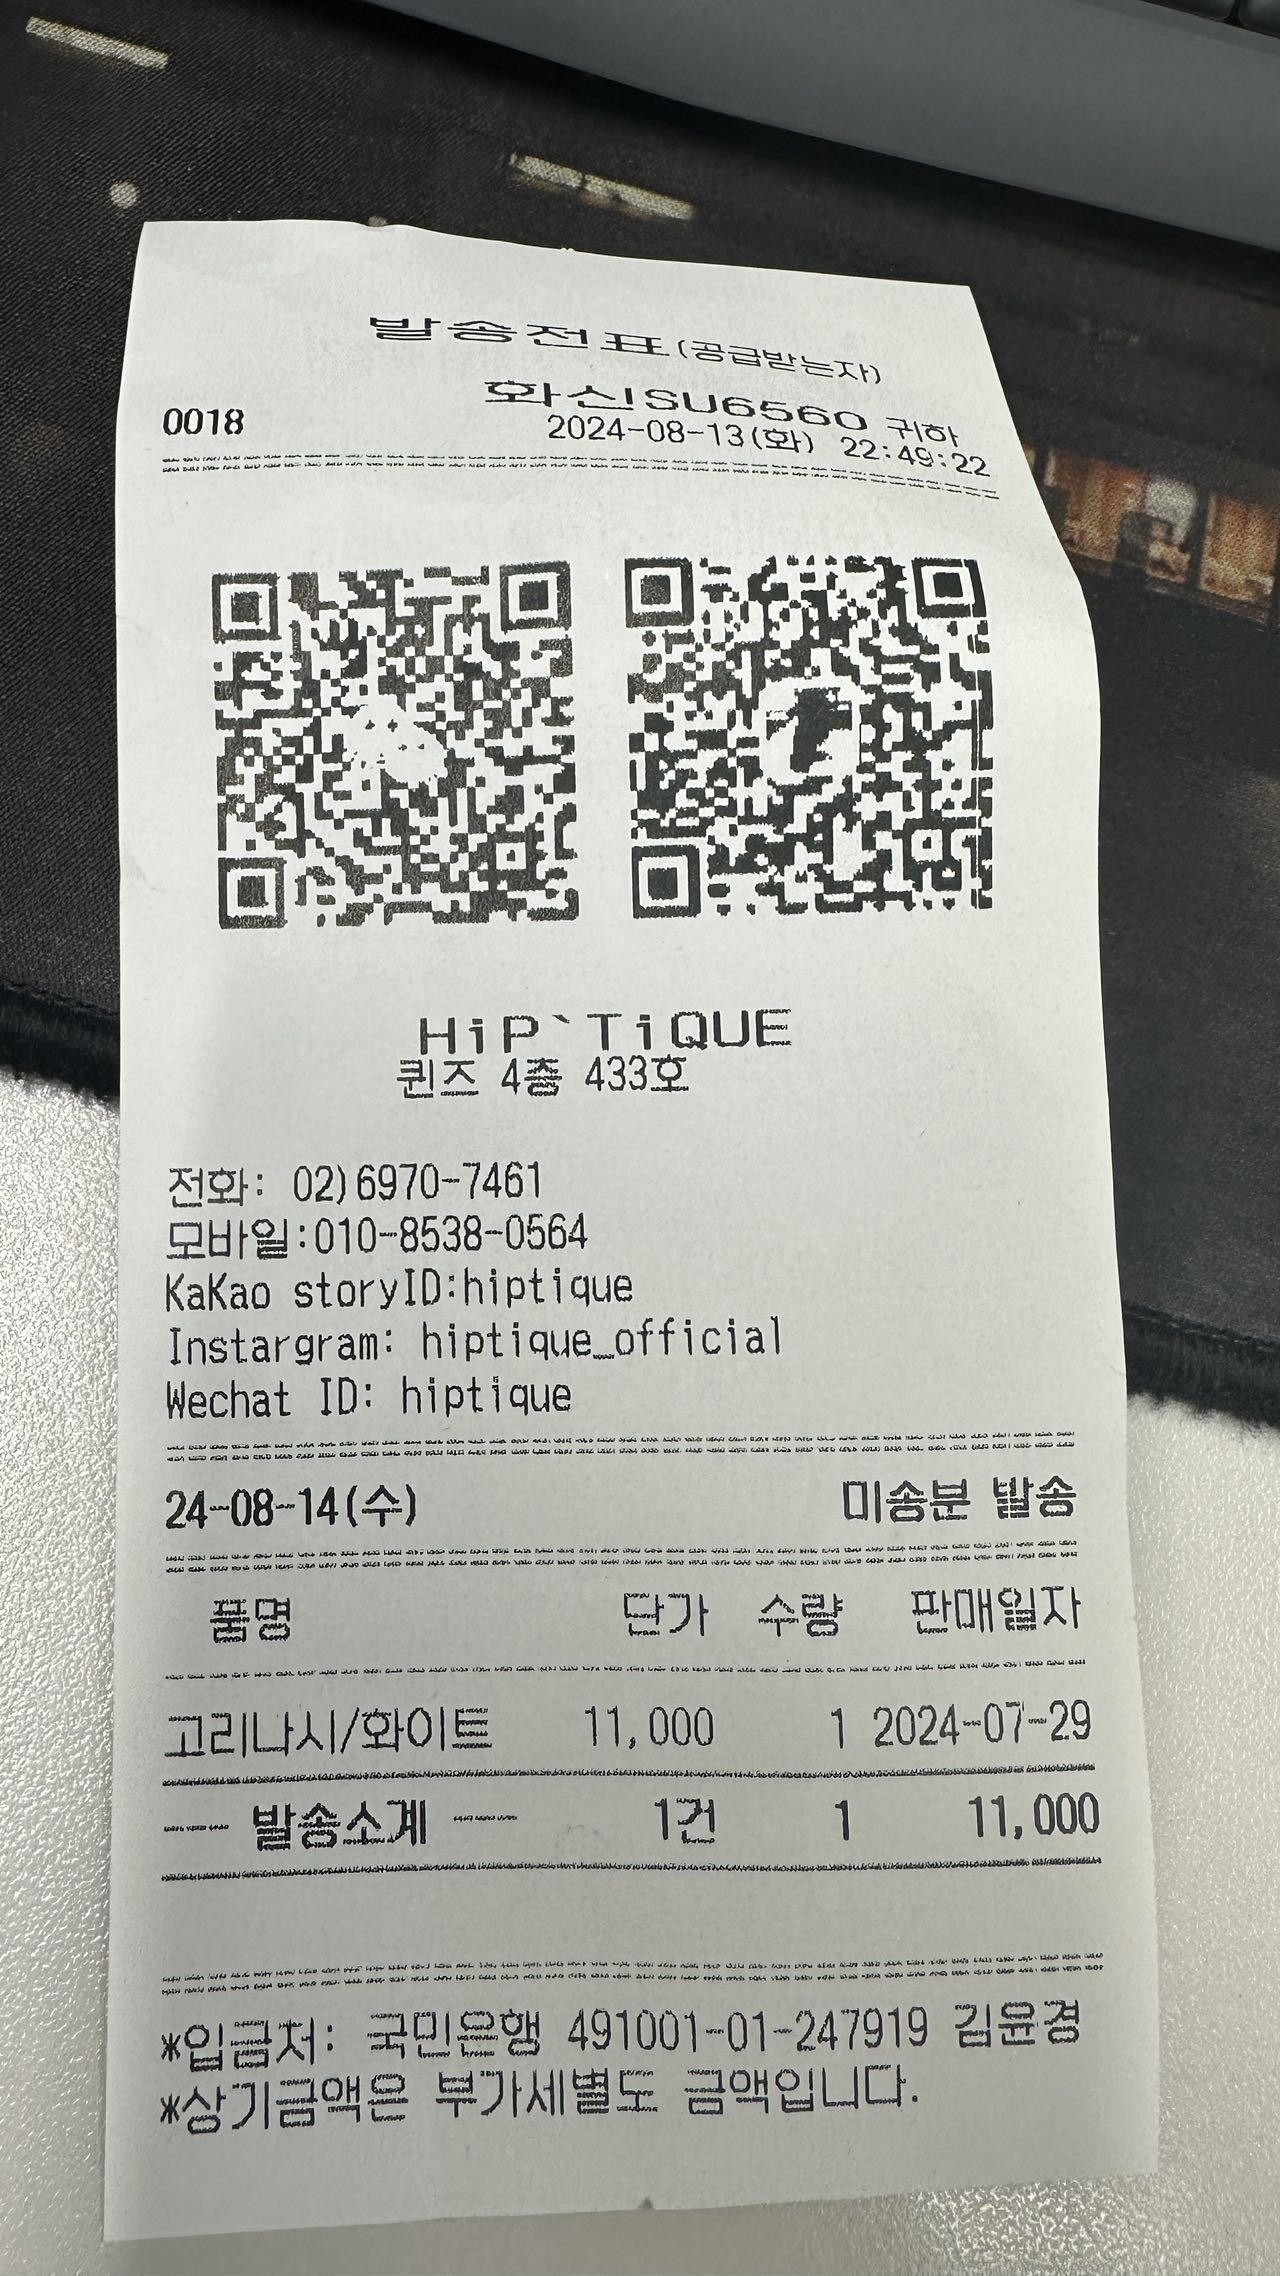 발송전표(공급받는자)
화신SU6560 귀하
0018
2024-08-13(화) 22:49:22
HiP`TiQUE
퀸즈 4층 433호
전화: 02)6970-7461
모바일:010-8538-0564
KaKao storyID:hiptique
Instargram: hiptique_official
Wechat ID: hiptique
24-08-14(수) 미송분 발송
품명 단가 수량 판매일자
고리나시/화이트 11,000 1 2024-07-29
발송소계 1건 1 11,000
*입금처: 국민은행 491001-01-247919 김윤경
*상기금액은 부가세별도 금액입니다.